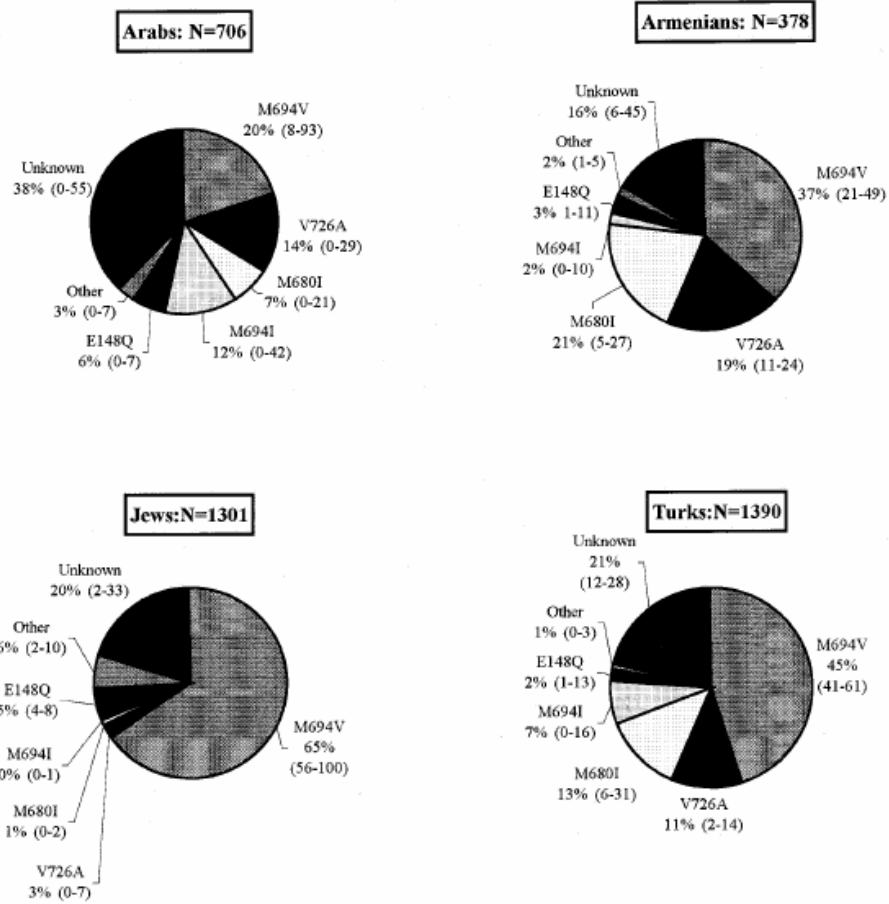 Arabs: N=706
M694V
20% (8-93)
Unknown
38% (0-55)
V726A
14% (0-29)
M680I
7% (0-21)
Other
3% (0-7)
E148Q
6% (0-7)
M694I
12% (0-42)
Armenians: N=378
Unknown
16% (6-45)
Other
2% (1-5)
E148Q
3% 1-11)
M694I
2% (0-10)
M694V
37% (21-49)
M680I
21% (5-27)
V726A
19% (11-24)
Jews:N=1301
Unknown
20% (2-33)
Other
6% (2-10)
E148Q
5% (4-8)
M694I
0% (0-1)
M680I
1% (0-2)
V726A
3% (0-7)
M694V
65%
(56-100)
Turks:N=1390
Unknown
21%
(12-28)
Other
1% (0-3)
E148Q
2% (1-13)
M694I
7% (0-16)
M680I
13% (6-31)
V726A
11% (2-14)
M694V
45%
(41-61)